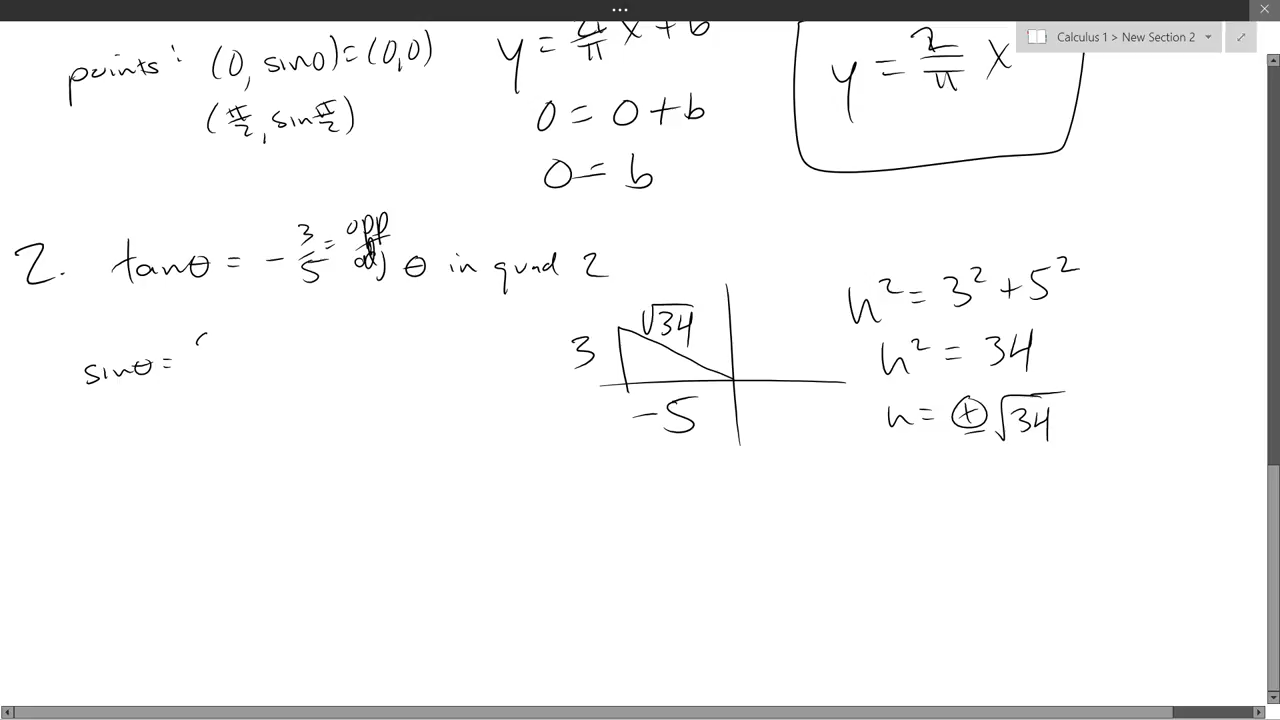 Calculus 1 > New Section 2
points: (0, sin0)=(0,0)
(π/2, sin π/2)
y = 2/π x + b
0 = 0 + b
0 = b
y = 2/π x
2. tanθ = - 3/5 = opp/adj θ in quad 2
sinθ =
3
√34
-5
h² = 3² + 5²
h² = 34
h = ± √34